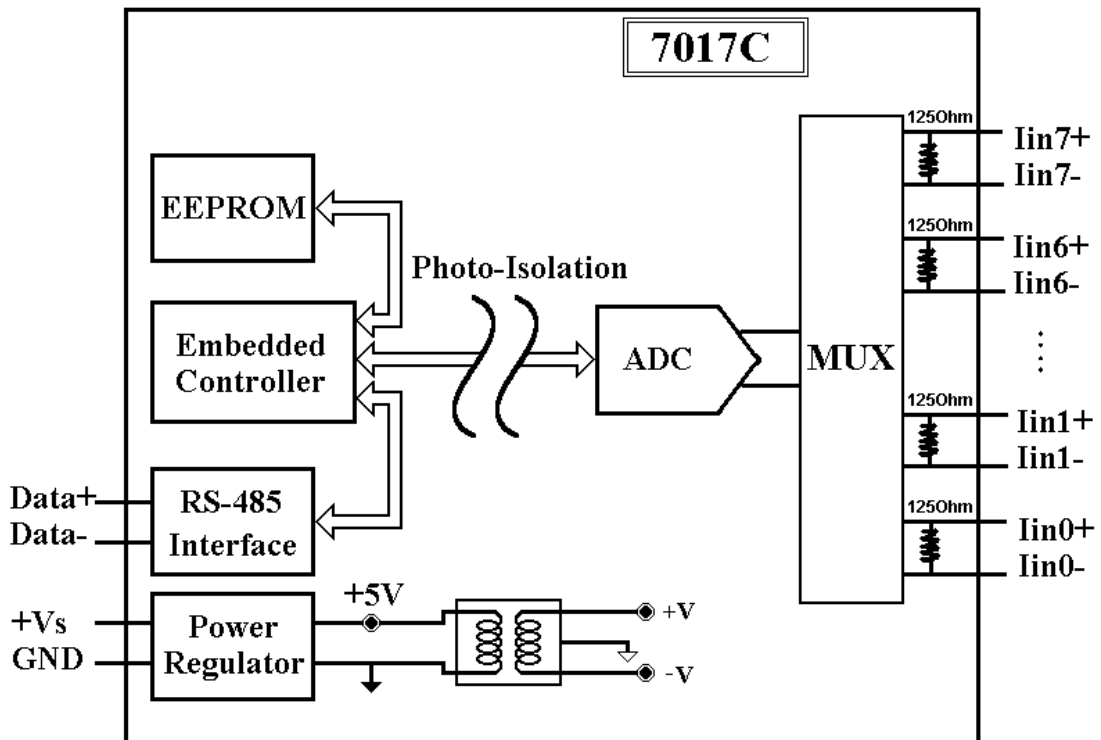 7017C
125Ohm
Iin7+
Iin7-
EEPROM
125Ohm
Iin6+
Iin6-
Photo-Isolation
Embedded
Controller
ADC
MUX
125Ohm
Iin1+
Iin1-
Data+
Data-
RS-485
Interface
125Ohm
Iin0+
Iin0-
+Vs
GND
Power
Regulator
+5V
+V
-V